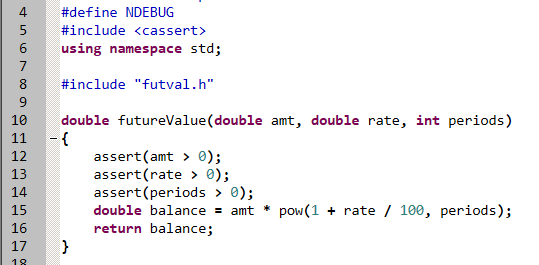 4 #define NDEBUG
5 #include <cassert>
6 using namespace std;
7
8 #include "futval.h"
9
10 double futureValue(double amt, double rate, int periods)
11 {
12 assert(amt > 0);
13 assert(rate > 0);
14 assert(periods > 0);
15 double balance = amt * pow(1 + rate / 100, periods);
16 return balance;
17 }
18